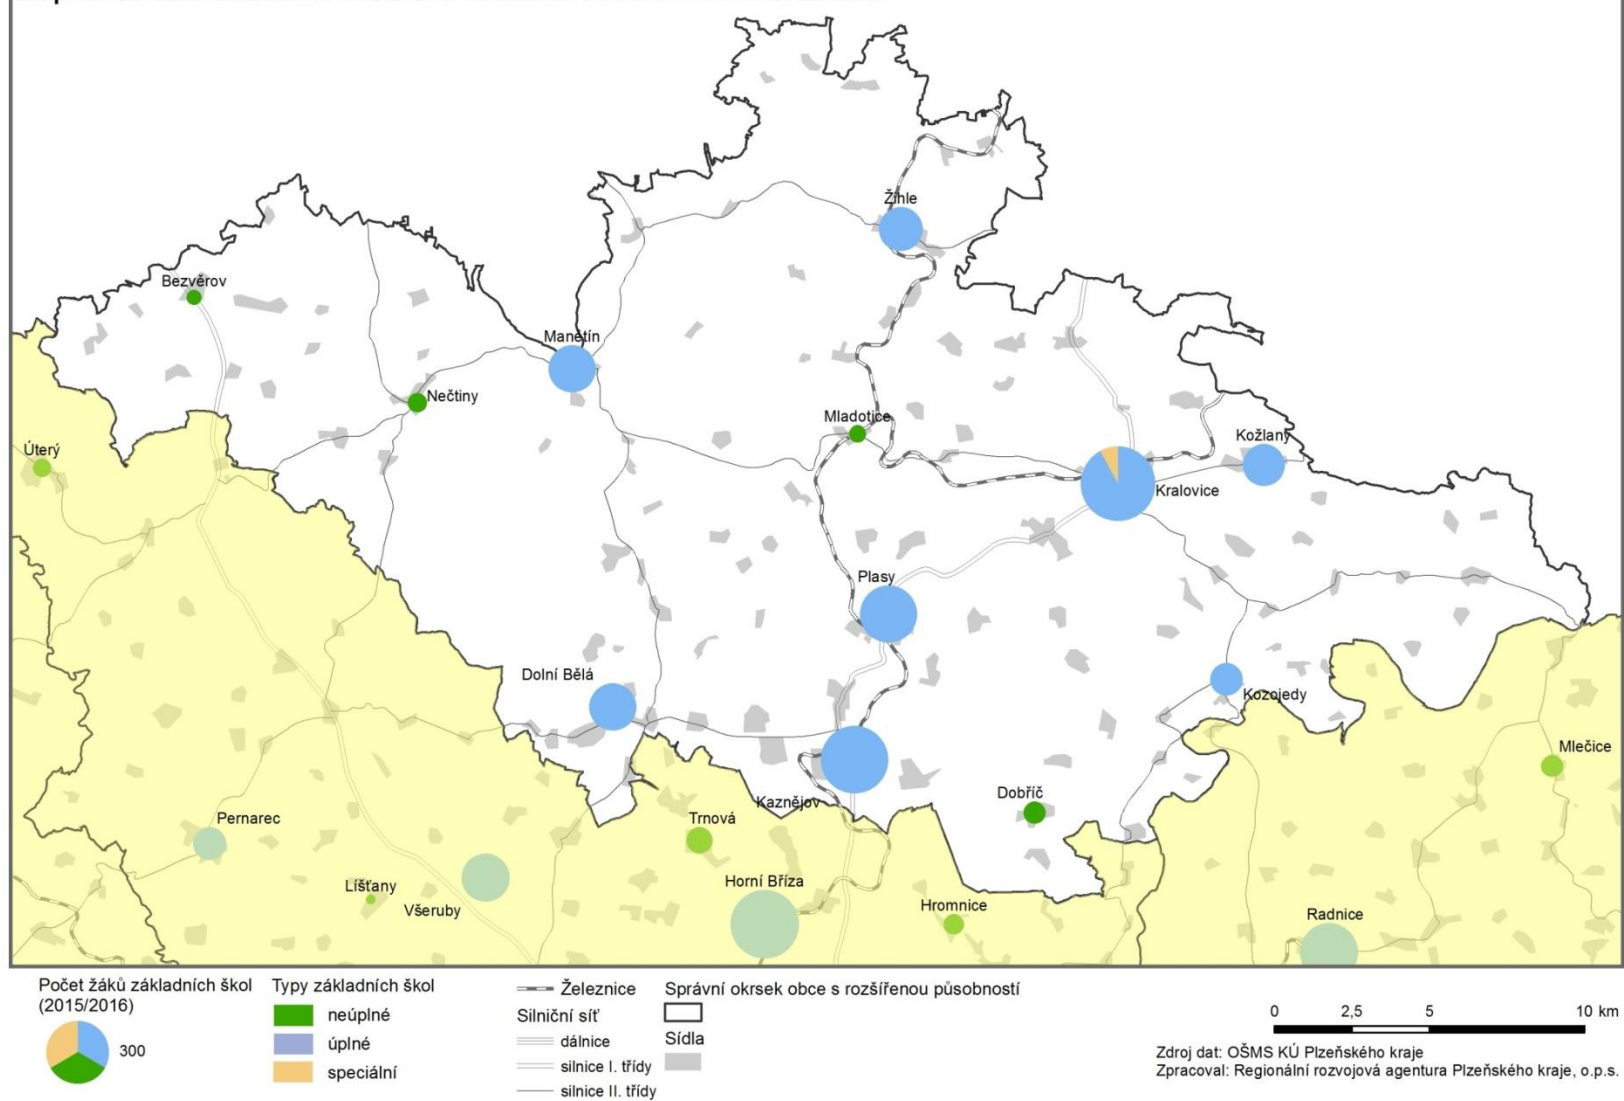 Žihle
Bezvěrov
Manětín
Nečtiny
Mladotice
Kožlany
Úterý
Kralovice
Plasy
Dolní Bělá
Kozojedy
Mlečice
Dobříč
Kaznějov
Trnová
Pernarec
Horní Bříza
Líšťany
Všeruby
Hromnice
Radnice
Počet žáků základních škol
(2015/2016)
300
Typy základních škol
neúplné
úplné
speciální
Železnice
Silniční síť
dálnice
silnice I. třídy
silnice II. třídy
Správní okrsek obce s rozšířenou působností
Sídla
0 2,5 5 10 km
Zdroj dat: OŠMS KÚ Plzeňského kraje
Zpracoval: Regionální rozvojová agentura Plzeňského kraje, o.p.s.